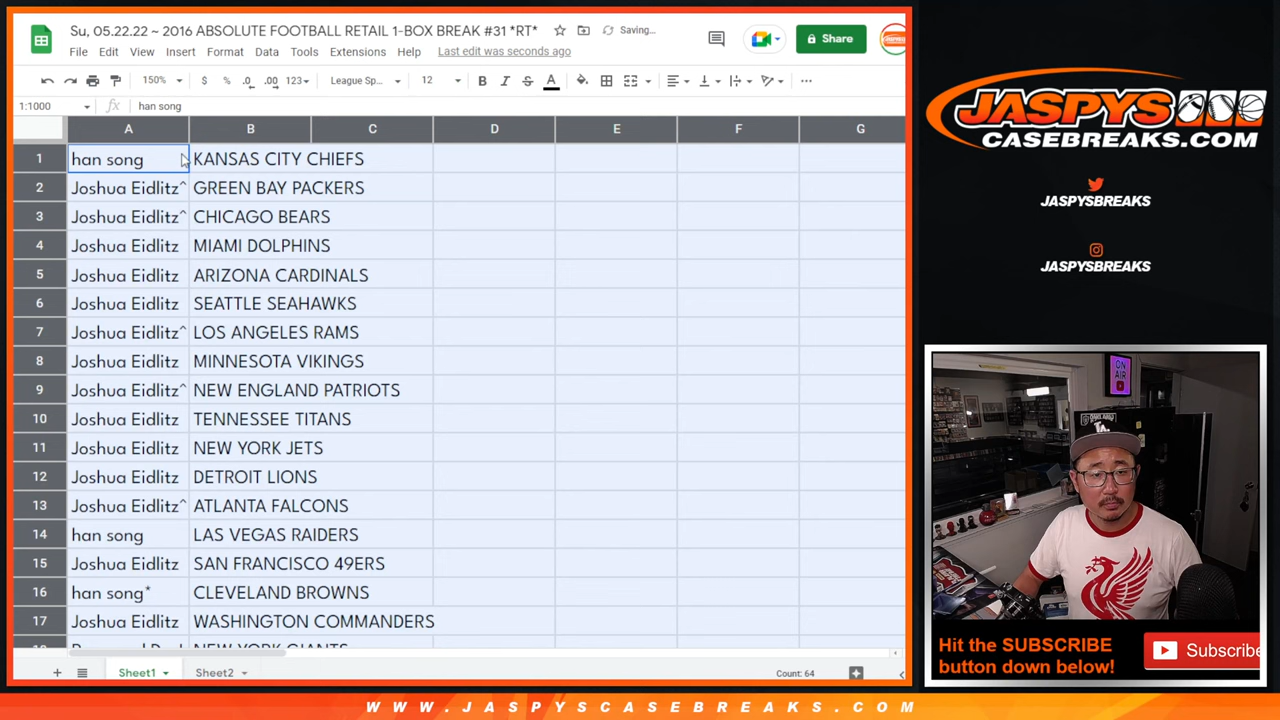 Su, 05.22.22 ~ 2016 ABSOLUTE FOOTBALL RETAIL 1-BOX BREAK #31 *RT*
Saving...
File Edit View Insert Format Data Tools Extensions Help Last edit was seconds ago
Share
150% $ % .0 .00 123 League Sp... 12 B I S A
1:1000 fx han song
A B C D E F G
1 han song KANSAS CITY CHIEFS
2 Joshua Eidlitz^ GREEN BAY PACKERS
3 Joshua Eidlitz^ CHICAGO BEARS
4 Joshua Eidlitz MIAMI DOLPHINS
5 Joshua Eidlitz ARIZONA CARDINALS
6 Joshua Eidlitz SEATTLE SEAHAWKS
7 Joshua Eidlitz^ LOS ANGELES RAMS
8 Joshua Eidlitz MINNESOTA VIKINGS
9 Joshua Eidlitz^ NEW ENGLAND PATRIOTS
10 Joshua Eidlitz TENNESSEE TITANS
11 Joshua Eidlitz NEW YORK JETS
12 Joshua Eidlitz DETROIT LIONS
13 Joshua Eidlitz^ ATLANTA FALCONS
14 han song LAS VEGAS RAIDERS
15 Joshua Eidlitz SAN FRANCISCO 49ERS
16 han song* CLEVELAND BROWNS
17 Joshua Eidlitz WASHINGTON COMMANDERS
NEW YORK GIANTS
Sheet1 Sheet2 Count: 64
JASPYS
CASEBREAKS.COM
JASPYSBREAKS
JASPYSBREAKS
ON
AIR
Hit the SUBSCRIBE
button down below!
Subscribe
WWW.JASPYSCASEBREAKS.COM